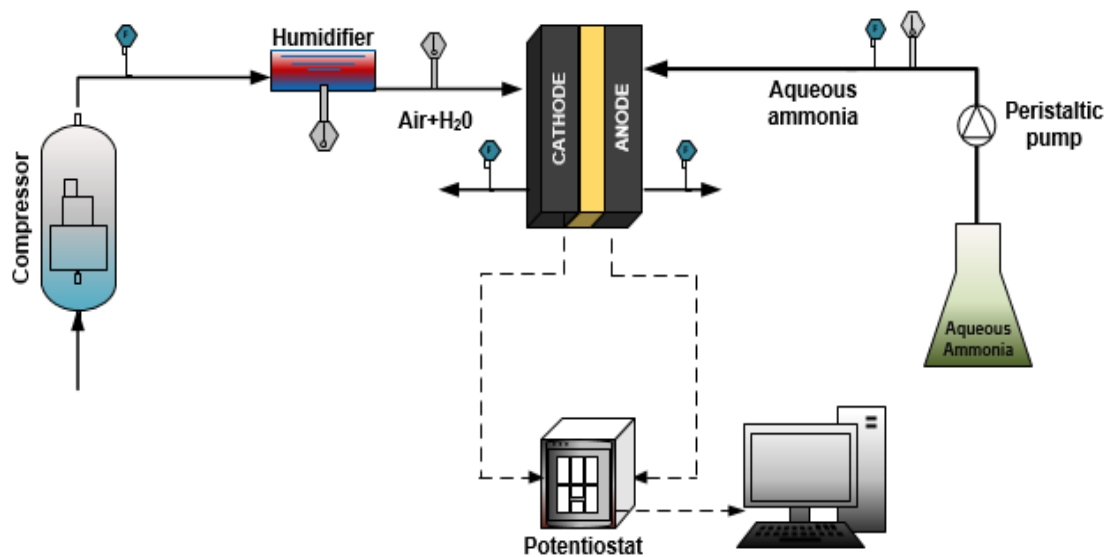 F
Humidifier
F
CATHODE
ANODE
Aqueous
ammonia
Peristaltic
pump
Air+H₂0
F
F
Compressor
Aqueous
Ammonia
Potentiostat